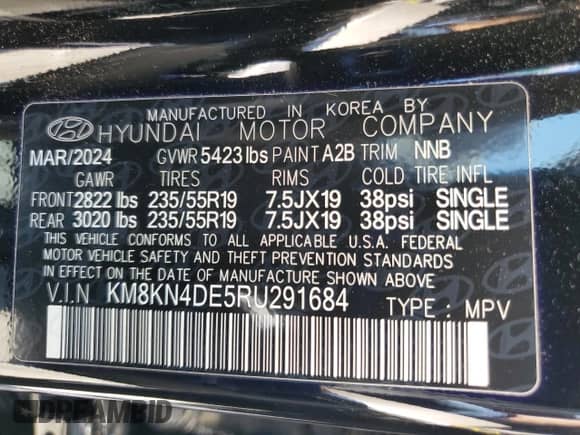 MANUFACTURED IN KOREA BY
HYUNDAI MOTOR COMPANY
MAR/2024 GVWR 5423 lbs PAINT A2B TRIM NNB
GAWR TIRES RIMS COLD TIRE INFL
FRONT 2822 lbs 235/55R19 7.5JX19 38psi SINGLE
REAR 3020 lbs 235/55R19 7.5JX19 38psi SINGLE
THIS VEHICLE CONFORMS TO ALL APPLICABLE U.S.A. FEDERAL
MOTOR VEHICLE SAFETY AND THEFT PREVENTION STANDARDS
IN EFFECT ON THE DATE OF MANUFACTURE SHOWN ABOVE.
V.I.N KM8KN4DE5RU291684 TYPE : MPV
DREAMBID